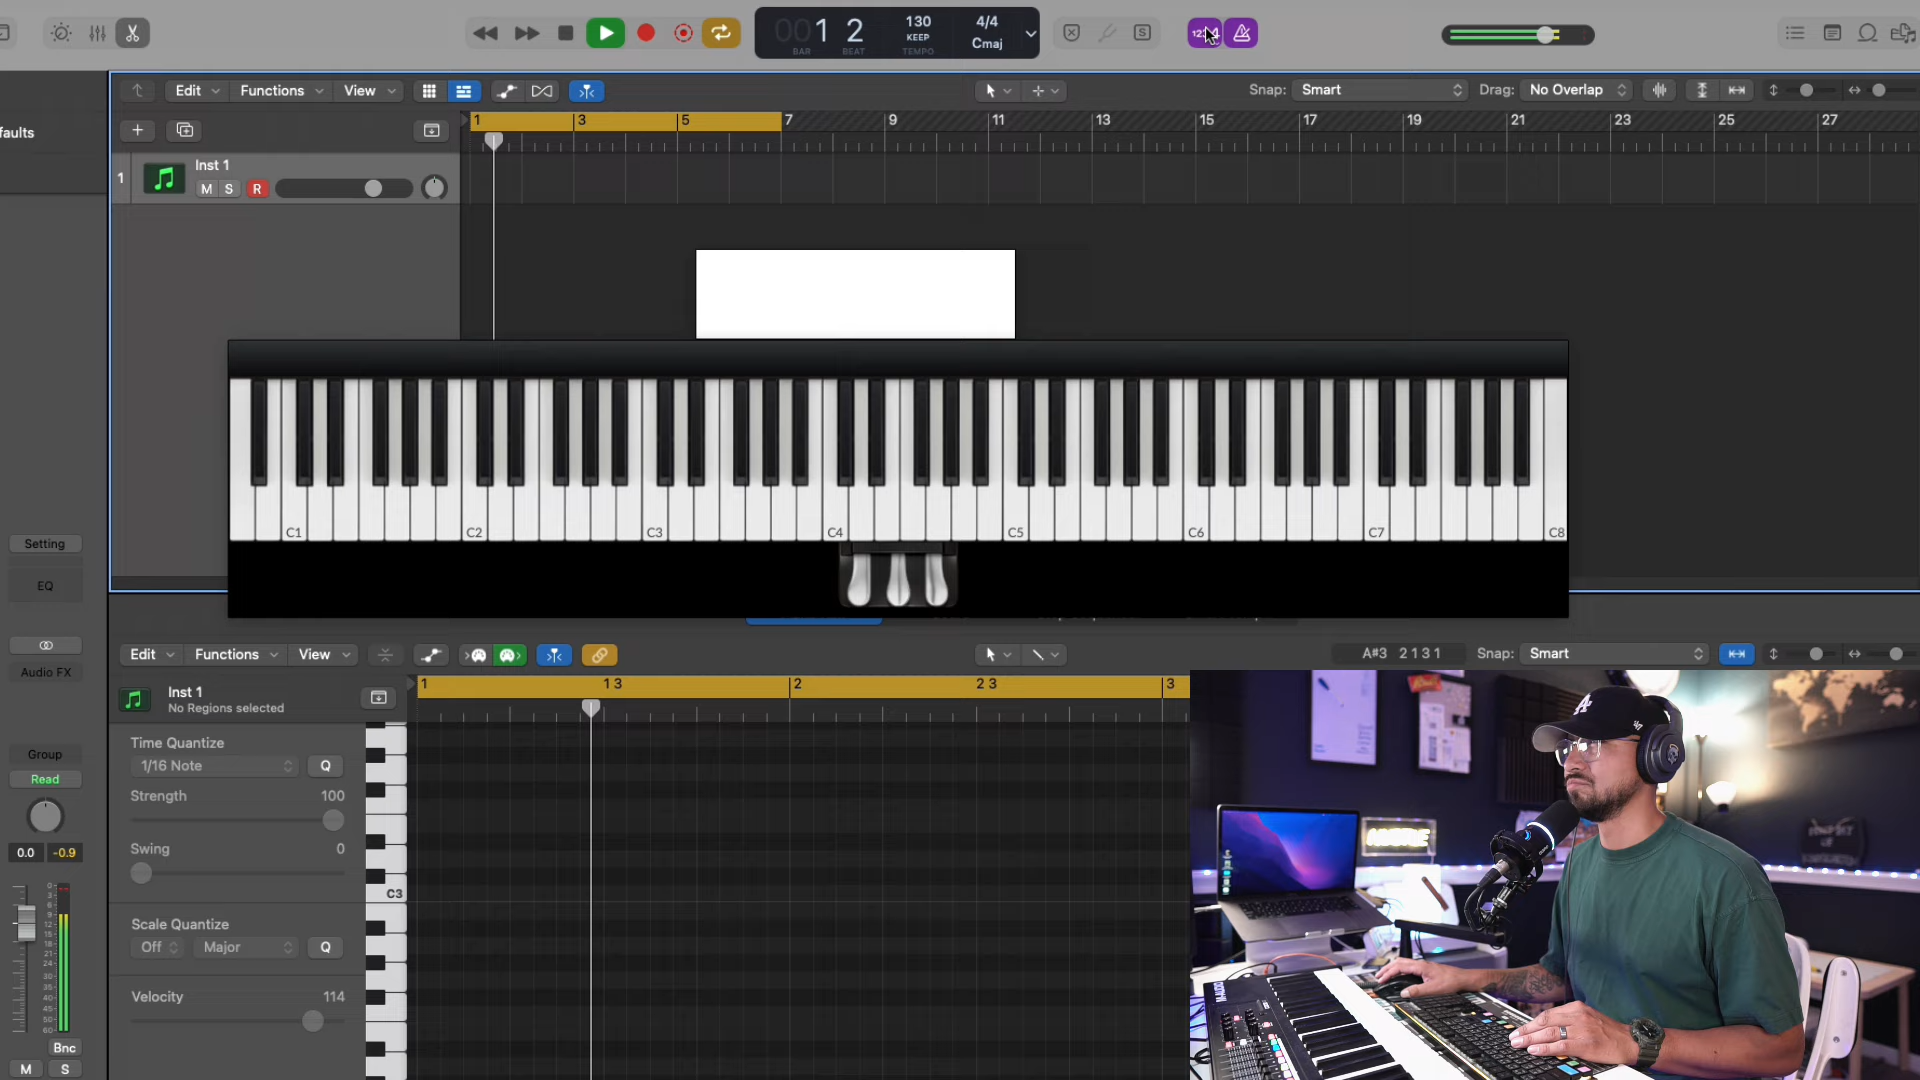 001 2
BAR BEAT
130
KEEP
TEMPO
4/4
Cmaj
1234
S
Edit Functions View
Snap: Smart
Drag: No Overlap
faults
1 3 5 7 9 11 13 15 17 19 21 23 25 27
1
Inst 1
M S R
C1 C2 C3 C4 C5 C6 C7 C8
Setting
EQ
Audio FX
Group
Read
0.0 -0.9
Bnc
M S
Edit Functions View
A#3 2 1 3 1
Snap: Smart
1 1 3 2 2 3 3
Inst 1
No Regions selected
Time Quantize
1/16 Note Q
Strength 100
Swing 0
C3
Scale Quantize
Off Major Q
Velocity 114
M-AUDIO